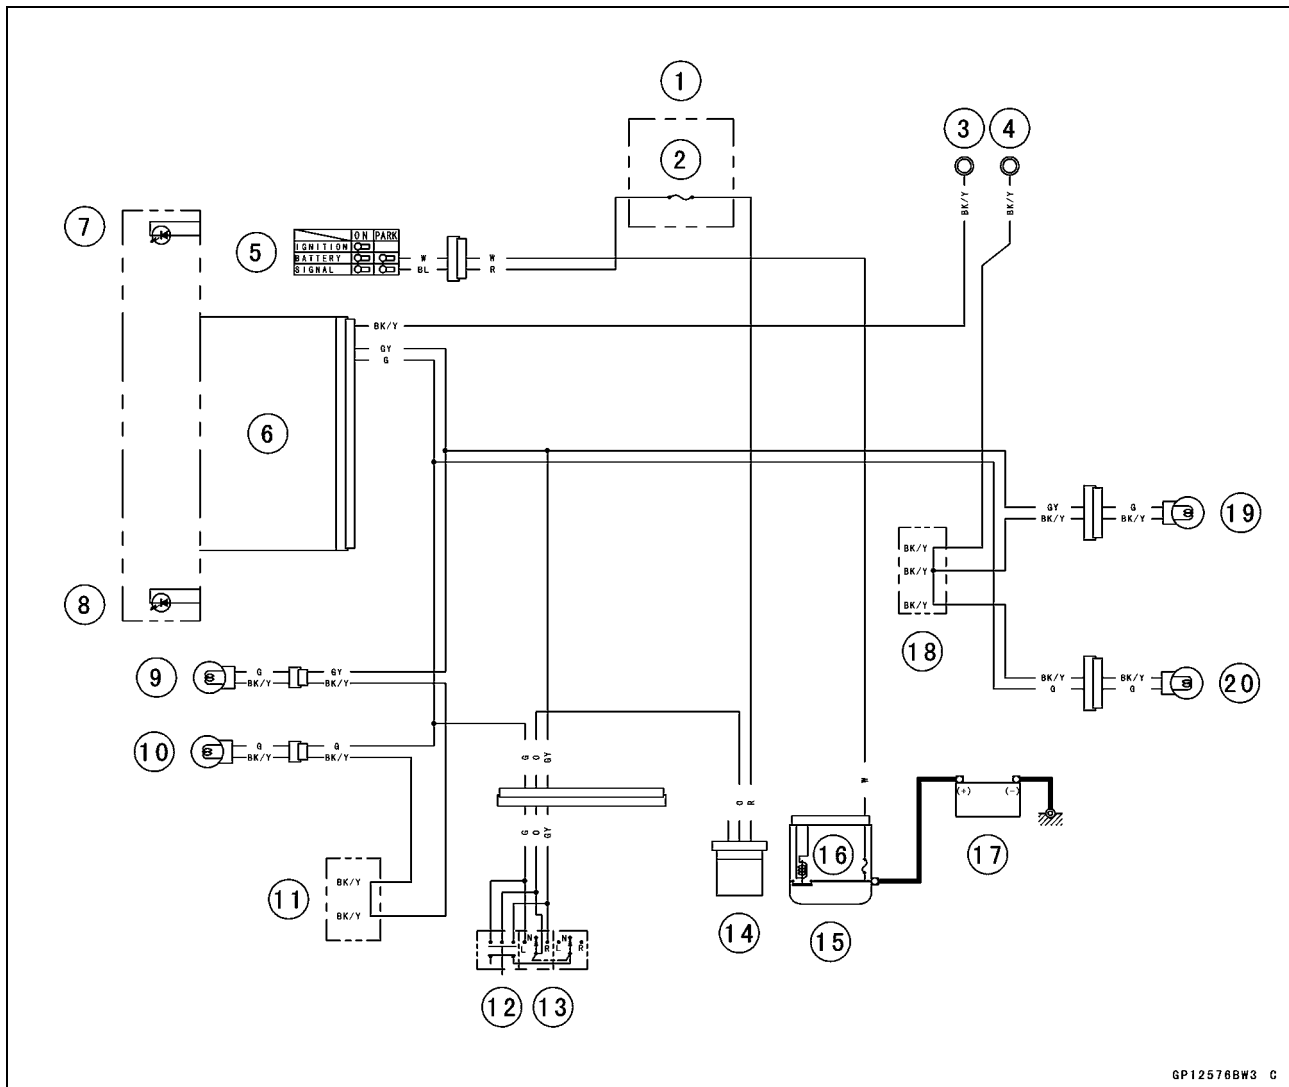 1
3 4
2
BK/Y BK/Y
7
5
ON PARK
IGNITION
BATTERY W W
SIGNAL BL R
BK/Y
GY
G
6
GY G
BK/Y BK/Y
19
BK/Y
BK/Y
BK/Y
8
18
9
G GY
BK/Y BK/Y
BK/Y BK/Y
G G
20
10
G G
BK/Y BK/Y
G O GY
W
(+) (-)
O R
G O GY
16
17
11
BK/Y
BK/Y
14
15
N N
L R L R
12 13
GP12576BW3 C